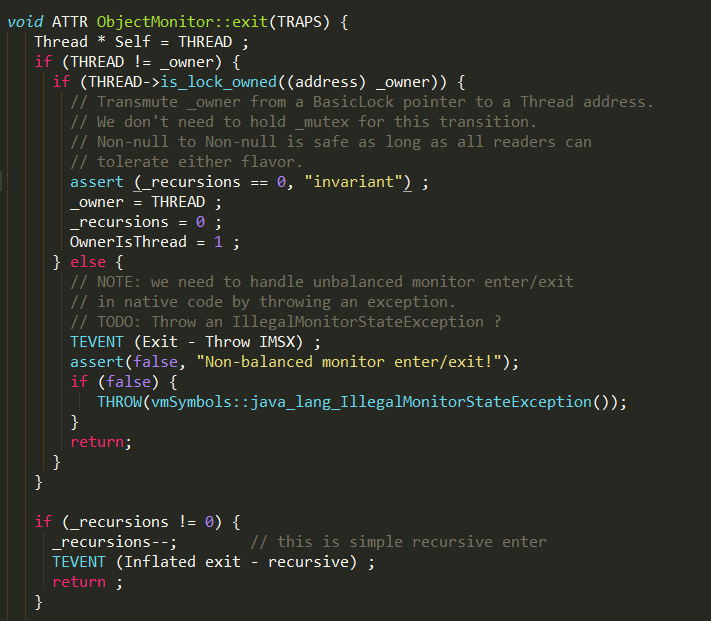 void ATTR ObjectMonitor::exit(TRAPS) {
   Thread * Self = THREAD ;
   if (THREAD != _owner) {
     if (THREAD->is_lock_owned((address) _owner)) {
       // Transmute _owner from a BasicLock pointer to a Thread address.
       // We don't need to hold _mutex for this transition.
       // Non-null to Non-null is safe as long as all readers can
       // tolerate either flavor.
       assert (_recursions == 0, "invariant") ;
       _owner = THREAD ;
       _recursions = 0 ;
       OwnerIsThread = 1 ;
     } else {
       // NOTE: we need to handle unbalanced monitor enter/exit
       // in native code by throwing an exception.
       // TODO: Throw an IllegalMonitorStateException ?
       TEVENT (Exit - Throw IMSX) ;
       assert(false, "Non-balanced monitor enter/exit!");
       if (false) {
          THROW(vmSymbols::java_lang_IllegalMonitorStateException());
       }
       return;
     }
   }

   if (_recursions != 0) {
     _recursions--;        // this is simple recursive enter
     TEVENT (Inflated exit - recursive) ;
     return ;
   }